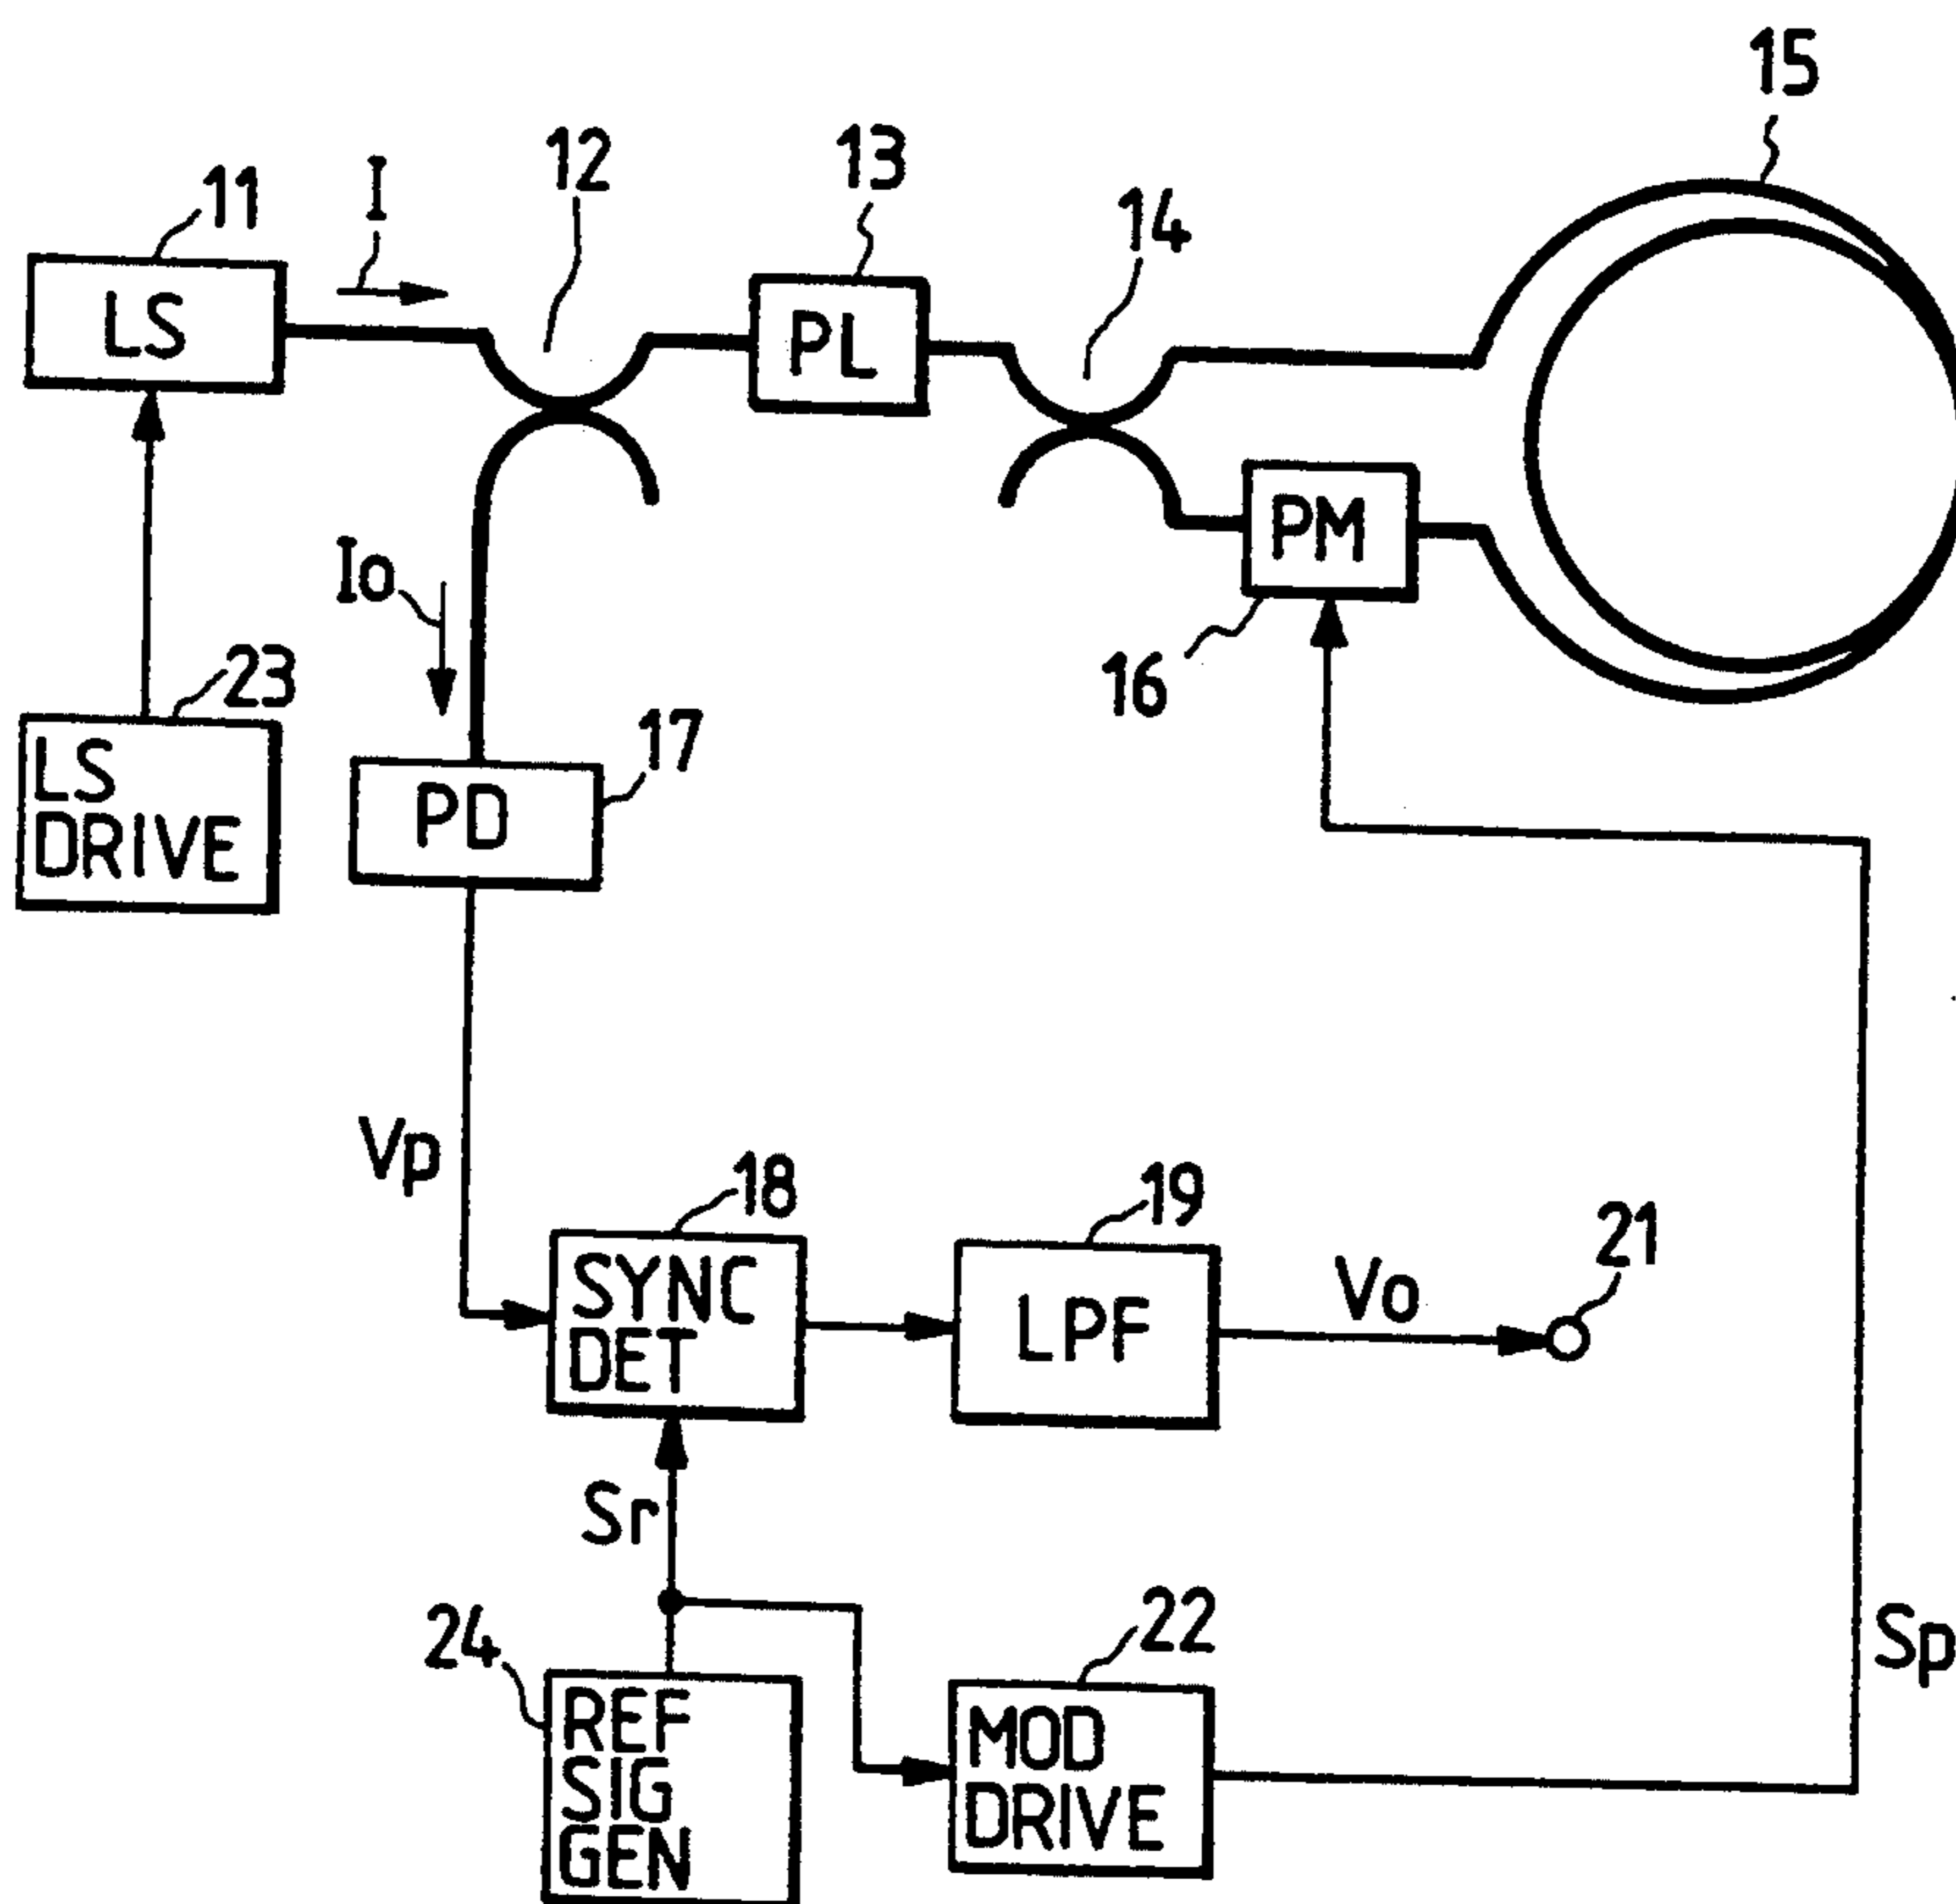 15
12
13
I
11
14
LS
PL
PM
Io
16
23
17
LS
DRIVE
PD
Vp
18
19
21
SYNC
DET
LPF
Vo
Sr
24
22
Sp
REF
SIG
GEN
MOD
DRIVE